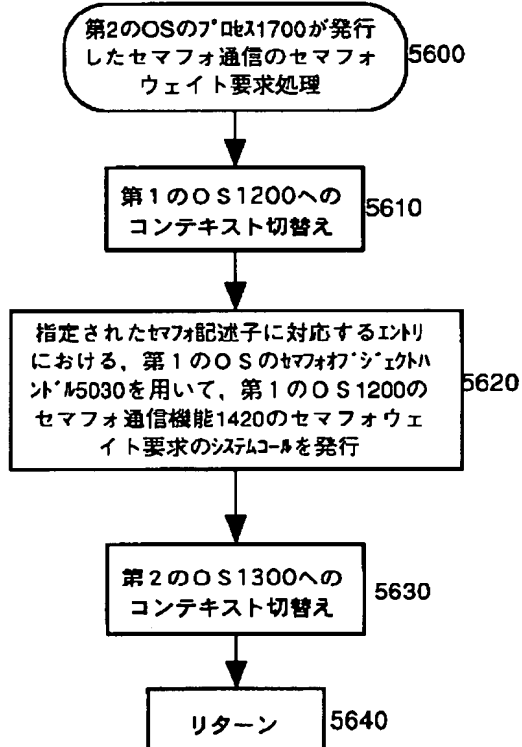 第2のOSのﾌﾟﾛｾｽ1700が発行
したセマフォ通信のセマフォ
ウェイト要求処理
5600
第1のOS1200への
コンテキスト切替え
5610
指定されたｾﾏﾌｫ記述子に対応するｴﾝﾄﾘ
における，第1のOSのｾﾏﾌｫｵﾌﾞｼﾞｪｸﾄﾊ
ﾝﾄﾞﾙ5030を用いて，第1のOS1200の
セマフォ通信機能1420のセマフォウェ
イト要求のｼｽﾃﾑｺｰﾙを発行
5620
第2のOS1300への
コンテキスト切替え
5630
リターン
5640